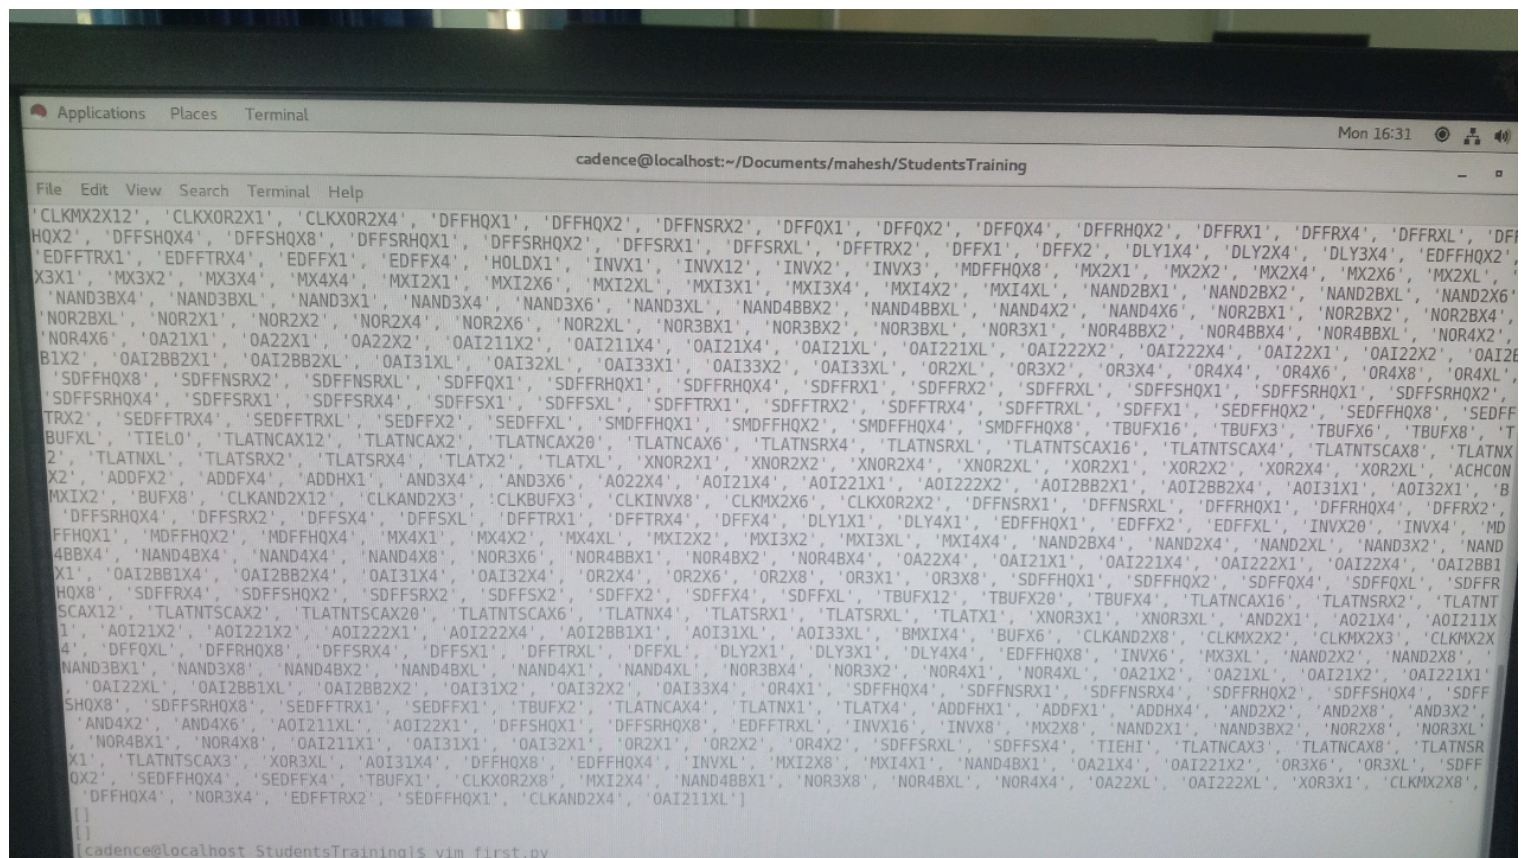 Applications Places Terminal
Mon 16:31
cadence@localhost:~/Documents/mahesh/StudentsTraining
File Edit View Search Terminal Help
'CLKMX2X12', 'CLKXOR2X1', 'CLKXOR2X4', 'DFFHQX1', 'DFFHQX2', 'DFFNSRX2', 'DFFQX1', 'DFFQX2', 'DFFQX4', 'DFFRHQX2', 'DFFRX1', 'DFFRX4', 'DFFRXL', 'DFF
HQX2', 'DFFSHQX4', 'DFFSHQX8', 'DFFSRHQX1', 'DFFSRHQX2', 'DFFSRX1', 'DFFSRXL', 'DFFTRX2', 'DFFX1', 'DFFX2', 'DLY1X4', 'DLY2X4', 'DLY3X4', 'EDFFHQX2',
'EDFFTRX1', 'EDFFTRX4', 'EDFFX1', 'EDFFX4', 'HOLDX1', 'INVX1', 'INVX12', 'INVX2', 'INVX3', 'MDFFHQX8', 'MX2X1', 'MX2X2', 'MX2X4', 'MX2X6', 'MX2XL', '
X3X1', 'MX3X2', 'MX3X4', 'MX4X4', 'MXI2X1', 'MXI2X6', 'MXI2XL', 'MXI3X1', 'MXI3X4', 'MXI4X2', 'MXI4XL', 'NAND2BX1', 'NAND2BX2', 'NAND2BXL', 'NAND2X6'
'NAND3BX4', 'NAND3BXL', 'NAND3X1', 'NAND3X4', 'NAND3X6', 'NAND3XL', 'NAND4BBX2', 'NAND4BBXL', 'NAND4X2', 'NAND4X6', 'NOR2BX1', 'NOR2BX2', 'NOR2BX4',
'NOR2BXL', 'NOR2X1', 'NOR2X2', 'NOR2X4', 'NOR2X6', 'NOR2XL', 'NOR3BX1', 'NOR3BX2', 'NOR3BXL', 'NOR3X1', 'NOR4BBX2', 'NOR4BBX4', 'NOR4BBXL', 'NOR4X2',
'NOR4X6', 'OA21X1', 'OA22X1', 'OA22X2', 'OAI211X2', 'OAI211X4', 'OAI21X4', 'OAI21XL', 'OAI221XL', 'OAI222X2', 'OAI222X4', 'OAI22X1', 'OAI22X2', 'OAI2B
B1X2', 'OAI2BB2X1', 'OAI2BB2XL', 'OAI31XL', 'OAI32XL', 'OAI33X1', 'OAI33X2', 'OAI33XL', 'OR2XL', 'OR3X2', 'OR3X4', 'OR4X4', 'OR4X6', 'OR4X8', 'OR4XL',
'SDFFHQX8', 'SDFFNSRX2', 'SDFFNSRXL', 'SDFFQX1', 'SDFFRHQX1', 'SDFFRHQX4', 'SDFFRX1', 'SDFFRX2', 'SDFFRXL', 'SDFFSHQX1', 'SDFFSRHQX1', 'SDFFSRHQX2',
'SDFFSRHQX4', 'SDFFSRX1', 'SDFFSRX4', 'SDFFSX1', 'SDFFSXL', 'SDFFTRX1', 'SDFFTRX2', 'SDFFTRX4', 'SDFFTRXL', 'SDFFX1', 'SEDFFHQX2', 'SEDFFHQX8', 'SEDFF
TRX2', 'SEDFFTRX4', 'SEDFFTRXL', 'SEDFFX2', 'SEDFFXL', 'SMDFFHQX1', 'SMDFFHQX2', 'SMDFFHQX4', 'SMDFFHQX8', 'TBUFX16', 'TBUFX3', 'TBUFX6', 'TBUFX8', 'T
BUFXL', 'TIELO', 'TLATNCAX12', 'TLATNCAX2', 'TLATNCAX20', 'TLATNCAX6', 'TLATNSRX4', 'TLATNSRXL', 'TLATNTSCAX16', 'TLATNTSCAX4', 'TLATNTSCAX8', 'TLATNX
2', 'TLATNXL', 'TLATSRX2', 'TLATSRX4', 'TLATX2', 'TLATXL', 'XNOR2X1', 'XNOR2X2', 'XNOR2X4', 'XNOR2XL', 'XOR2X1', 'XOR2X2', 'XOR2X4', 'XOR2XL', 'ACHCON
X2', 'ADDFX2', 'ADDFX4', 'ADDHX1', 'AND3X4', 'AND3X6', 'AO22X4', 'AOI21X4', 'AOI221X1', 'AOI222X2', 'AOI2BB2X1', 'AOI2BB2X4', 'AOI31X1', 'AOI32X1', 'B
MXIX2', 'BUFX8', 'CLKAND2X12', 'CLKAND2X3', 'CLKBUFX3', 'CLKINVX8', 'CLKMX2X6', 'CLKXOR2X2', 'DFFNSRX1', 'DFFNSRXL', 'DFFRHQX1', 'DFFRHQX4', 'DFFRX2',
'DFFSRHQX4', 'DFFSRX2', 'DFFSX4', 'DFFSXL', 'DFFTRX1', 'DFFTRX4', 'DFFX4', 'DLY1X1', 'DLY4X1', 'EDFFHQX1', 'EDFFX2', 'EDFFXL', 'INVX20', 'INVX4', 'MD
FFHQX1', 'MDFFHQX2', 'MDFFHQX4', 'MX4X1', 'MX4X2', 'MX4XL', 'MXI2X2', 'MXI3X2', 'MXI3XL', 'MXI4X4', 'NAND2BX4', 'NAND2X4', 'NAND2XL', 'NAND3X2', 'NAND
4BBX4', 'NAND4BX4', 'NAND4X4', 'NAND4X8', 'NOR3X6', 'NOR4BBX1', 'NOR4BX2', 'NOR4BX4', 'OA22X4', 'OAI21X1', 'OAI221X4', 'OAI222X1', 'OAI22X4', 'OAI2BB1
X1', 'OAI2BB1X4', 'OAI2BB2X4', 'OAI31X4', 'OAI32X4', 'OR2X4', 'OR2X6', 'OR2X8', 'OR3X1', 'OR3X8', 'SDFFHQX1', 'SDFFHQX2', 'SDFFQX4', 'SDFFQXL', 'SDFFR
HQX8', 'SDFFRX4', 'SDFFSHQX2', 'SDFFSRX2', 'SDFFSX2', 'SDFFX2', 'SDFFX4', 'SDFFXL', 'TBUFX12', 'TBUFX20', 'TBUFX4', 'TLATNCAX16', 'TLATNSRX2', 'TLATNT
SCAX12', 'TLATNTSCAX2', 'TLATNTSCAX20', 'TLATNTSCAX6', 'TLATNX4', 'TLATSRX1', 'TLATSRXL', 'TLATX1', 'XNOR3X1', 'XNOR3XL', 'AND2X1', 'AO21X4', 'AOI211X
1', 'AOI21X2', 'AOI221X2', 'AOI222X1', 'AOI222X4', 'AOI2BB1X1', 'AOI31XL', 'AOI33XL', 'BMXIX4', 'BUFX6', 'CLKAND2X8', 'CLKMX2X2', 'CLKMX2X3', 'CLKMX2X
4', 'DFFQXL', 'DFFRHQX8', 'DFFSRX4', 'DFFSX1', 'DFFTRXL', 'DFFXL', 'DLY2X1', 'DLY3X1', 'DLY4X4', 'EDFFHQX8', 'INVX6', 'MX3XL', 'NAND2X2', 'NAND2X8', '
NAND3BX1', 'NAND3X8', 'NAND4BX2', 'NAND4BXL', 'NAND4X1', 'NAND4XL', 'NOR3BX4', 'NOR3X2', 'NOR4X1', 'NOR4XL', 'OA21X2', 'OA21XL', 'OAI21X2', 'OAI221X1'
, 'OAI22XL', 'OAI2BB1XL', 'OAI2BB2X2', 'OAI31X2', 'OAI32X2', 'OAI33X4', 'OR4X1', 'SDFFHQX4', 'SDFFNSRX1', 'SDFFNSRX4', 'SDFFRHQX2', 'SDFFSHQX4', 'SDFF
SHQX8', 'SDFFSRHQX8', 'SEDFFTRX1', 'SEDFFX1', 'TBUFX2', 'TLATNCAX4', 'TLATNX1', 'TLATX4', 'ADDFHX1', 'ADDFX1', 'ADDHX4', 'AND2X2', 'AND2X8', 'AND3X2',
'AND4X2', 'AND4X6', 'AOI211XL', 'AOI22X1', 'DFFSHQX1', 'DFFSRHQX8', 'EDFFTRXL', 'INVX16', 'INVX8', 'MX2X8', 'NAND2X1', 'NAND3BX2', 'NOR2X8', 'NOR3XL'
, 'NOR4BX1', 'NOR4X8', 'OAI211X1', 'OAI31X1', 'OAI32X1', 'OR2X1', 'OR2X2', 'OR4X2', 'SDFFSRXL', 'SDFFSX4', 'TIEHI', 'TLATNCAX3', 'TLATNCAX8', 'TLATNSR
X1', 'TLATNTSCAX3', 'XOR3XL', 'AOI31X4', 'DFFHQX8', 'EDFFHQX4', 'INVXL', 'MXI2X8', 'MXI4X1', 'NAND4BX1', 'OA21X4', 'OAI221X2', 'OR3X6', 'OR3XL', 'SDFF
QX2', 'SEDFFHQX4', 'SEDFFX4', 'TBUFX1', 'CLKXOR2X8', 'MXI2X4', 'NAND4BBX1', 'NOR3X8', 'NOR4BXL', 'NOR4X4', 'OA22XL', 'OAI222XL', 'XOR3X1', 'CLKMX2X8',
'DFFHQX4', 'NOR3X4', 'EDFFTRX2', 'SEDFFHQX1', 'CLKAND2X4', 'OAI211XL']
[]
[]
[cadence@localhost StudentsTraining]$ vim first.py